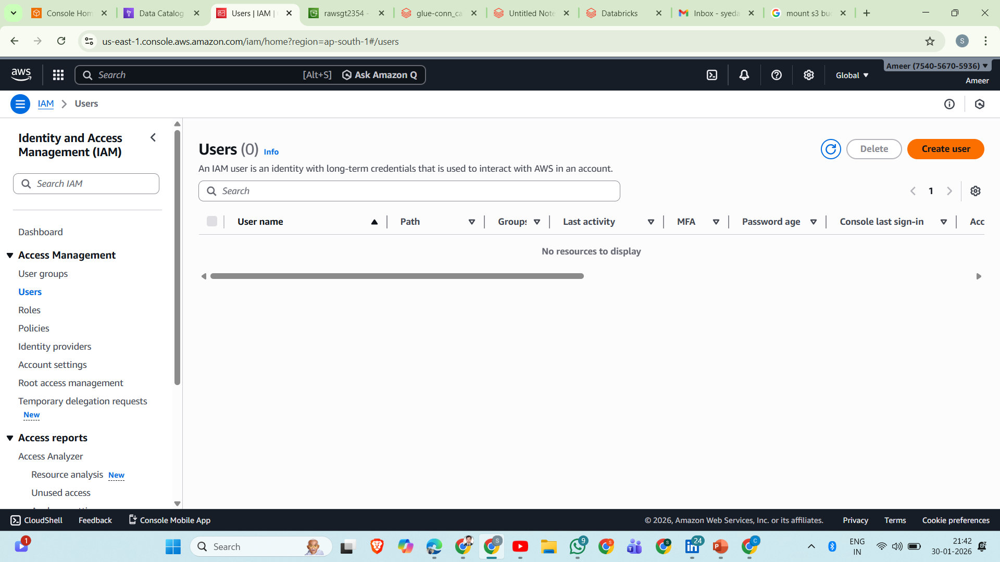 Console Hom
Data Catalog
Users | IAM |
rawsgt2354 -
glue-conn_ca
Untitled Note
Databricks
Inbox - syeda
mount s3 buc
us-east-1.console.aws.amazon.com/iam/home?region=ap-south-1#/users
S
aws
Search
[Alt+S]
Ask Amazon Q
Global
Ameer (7540-5670-5936)
Ameer
IAM
Users
Identity and Access
Management (IAM)
Search IAM
Dashboard
Access Management
User groups
Users
Roles
Policies
Identity providers
Account settings
Root access management
Temporary delegation requests
New
Access reports
Access Analyzer
Resource analysis New
Unused access
Users (0) Info
An IAM user is an identity with long-term credentials that is used to interact with AWS in an account.
Delete
Create user
Search
1
User name
Path
Groups
Last activity
MFA
Password age
Console last sign-in
Acc
No resources to display
CloudShell
Feedback
Console Mobile App
© 2026, Amazon Web Services, Inc. or its affiliates.
Privacy
Terms
Cookie preferences
1
Search
S
9
S
S
24
C
ENG
IN
21:42
30-01-2026